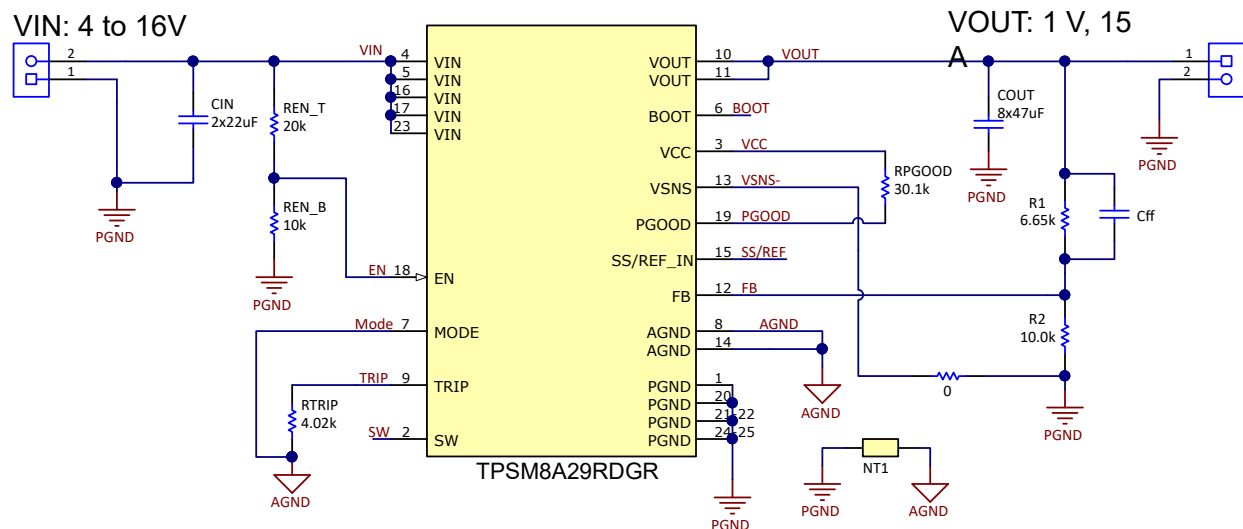 VIN: 4 to 16V
VOUT: 1 V, 15
A
2
1
PGND
CIN
2x22uF
REN_T
20k
REN_B
10k
PGND
VIN
4
5
16
17
23
VIN
VIN
VIN
VIN
VIN
EN
18
EN
Mode
7
MODE
TRIP
9
TRIP
RTRIP
4.02k
SW
2
SW
AGND
VOUT
10
VOUT
VOUT
11
BOOT
6
BOOT
VCC
3
VCC
VSNS
13
VSNS-
PGOOD
19
PGOOD
SS/REF_IN
15
SS/REF
FB
12
FB
AGND
8
AGND
AGND
14
PGND
1
PGND
20
PGND
21-22
PGND
24-25
TPSM8A29RDGR
PGND
RPGOOD
30.1k
AGND
NT1
PGND
AGND
COUT
8x47uF
PGND
R1
6.65k
Cff
R2
10.0k
0
PGND
1
2
PGND